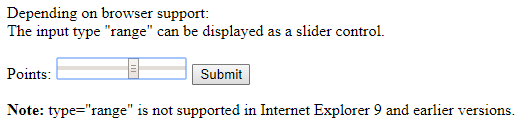 Depending on browser support:
The input type "range" can be displayed as a slider control.
Points: Submit
Note: type="range" is not supported in Internet Explorer 9 and earlier versions.